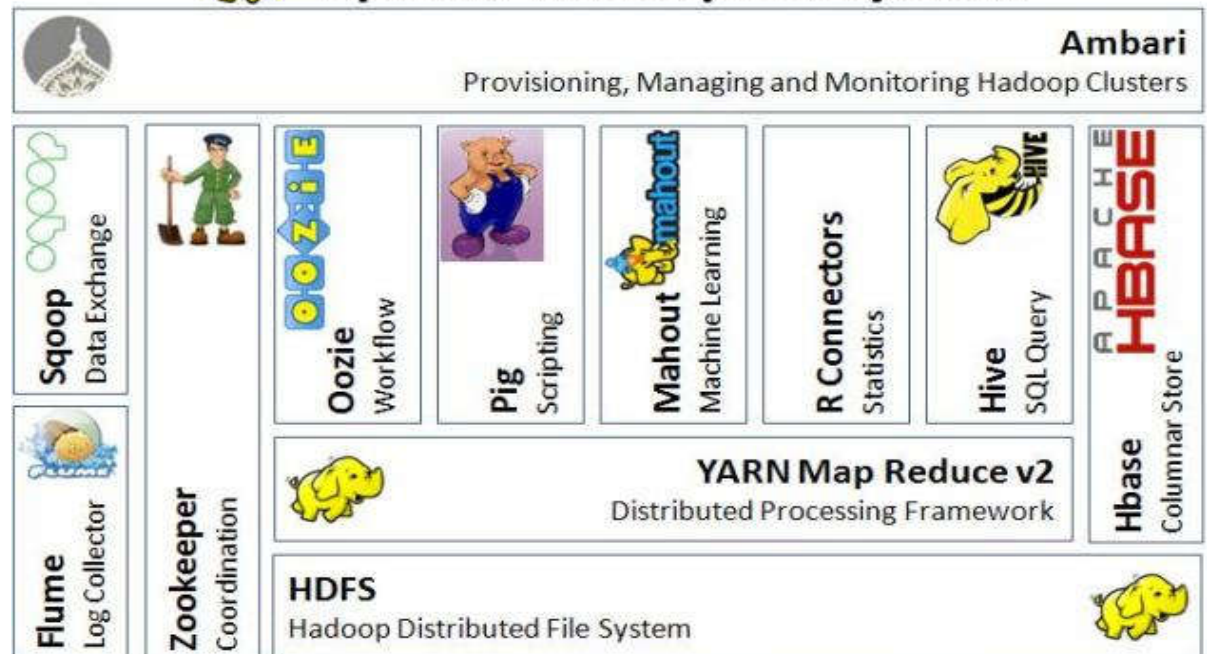 Ambari
Provisioning, Managing and Monitoring Hadoop Clusters
Sqoop
Data Exchange
Zookeeper
Coordination
OOZIE
Oozie
Workflow
Pig
Scripting
mahout
Mahout
Machine Learning
R Connectors
Statistics
HIVE
Hive
SQL Query
APACHE
HBASE
Hbase
Columnar Store
FLUME
Flume
Log Collector
YARN Map Reduce v2
Distributed Processing Framework
HDFS
Hadoop Distributed File System